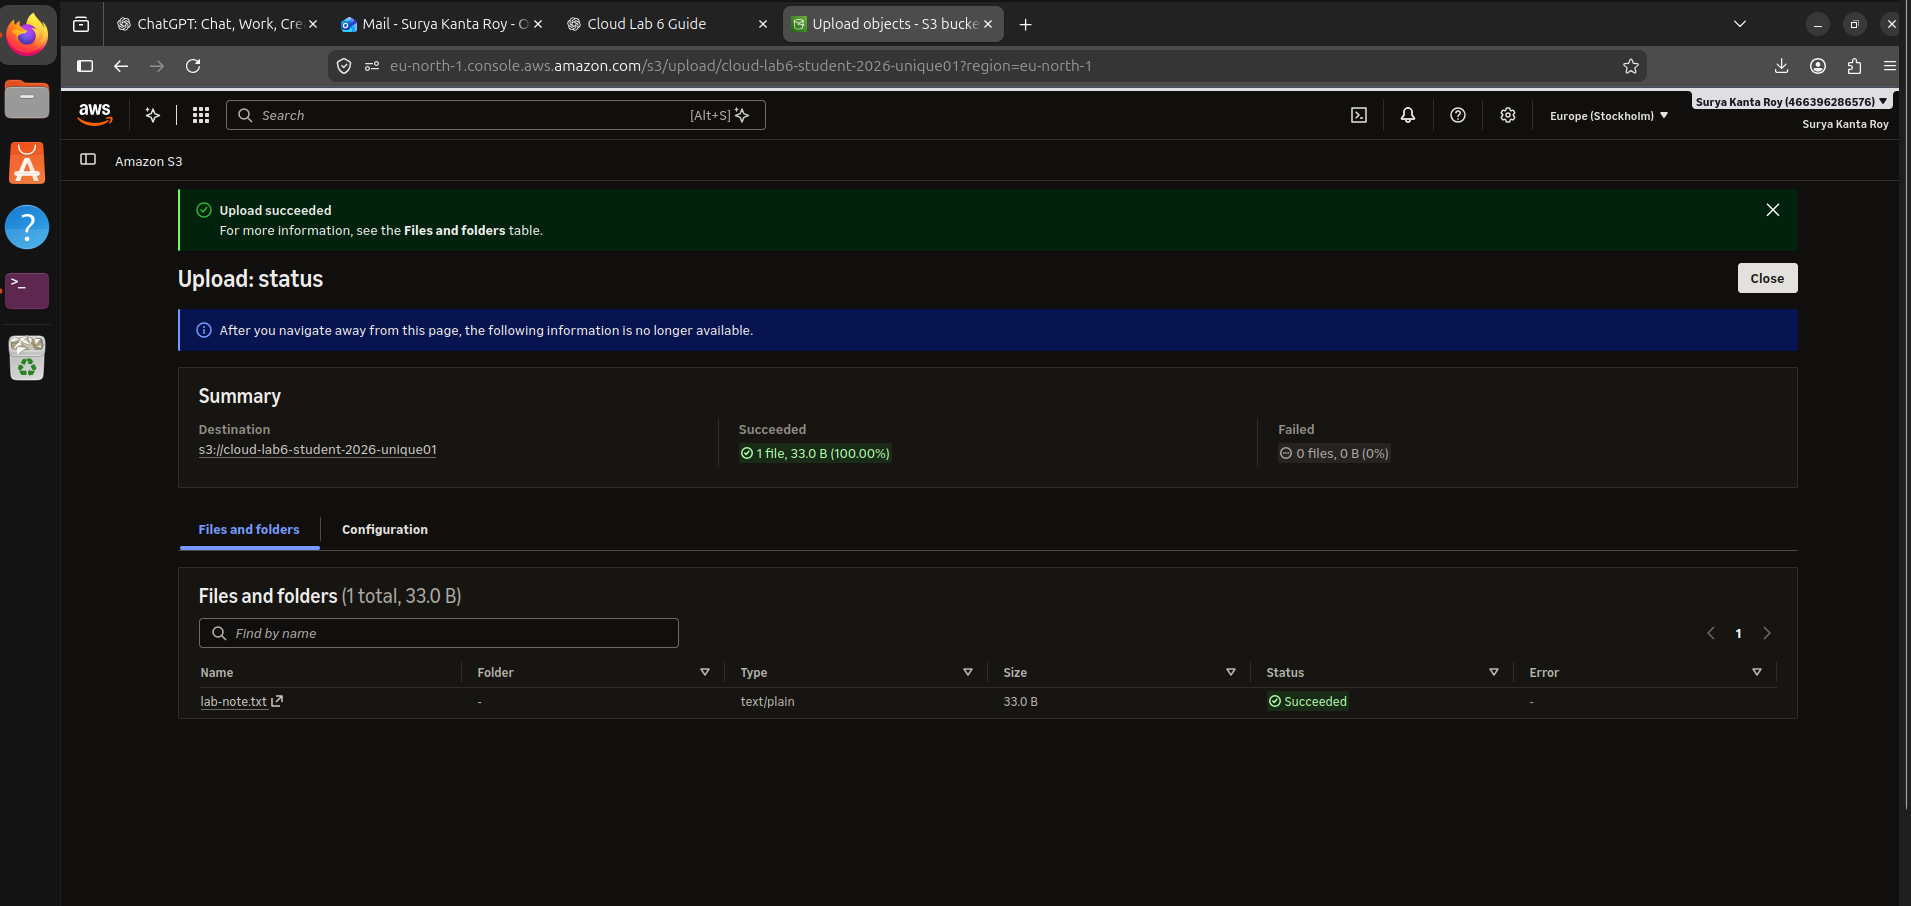 ChatGPT: Chat, Work, Cre
Mail - Surya Kanta Roy - O
Cloud Lab 6 Guide
Upload objects - S3 bucke
eu-north-1.console.aws.amazon.com/s3/upload/cloud-lab6-student-2026-unique01?region=eu-north-1
aws
Search
[Alt+S]
Europe (Stockholm)
Surya Kanta Roy (466396286576)
Surya Kanta Roy
Amazon S3
Upload succeeded
For more information, see the Files and folders table.
Upload: status
Close
After you navigate away from this page, the following information is no longer available.
Summary
Destination
s3://cloud-lab6-student-2026-unique01
Succeeded
1 file, 33.0 B (100.00%)
Failed
0 files, 0 B (0%)
Files and folders
Configuration
Files and folders (1 total, 33.0 B)
Find by name
1
Name Folder Type Size Status Error
lab-note.txt - text/plain 33.0 B Succeeded -